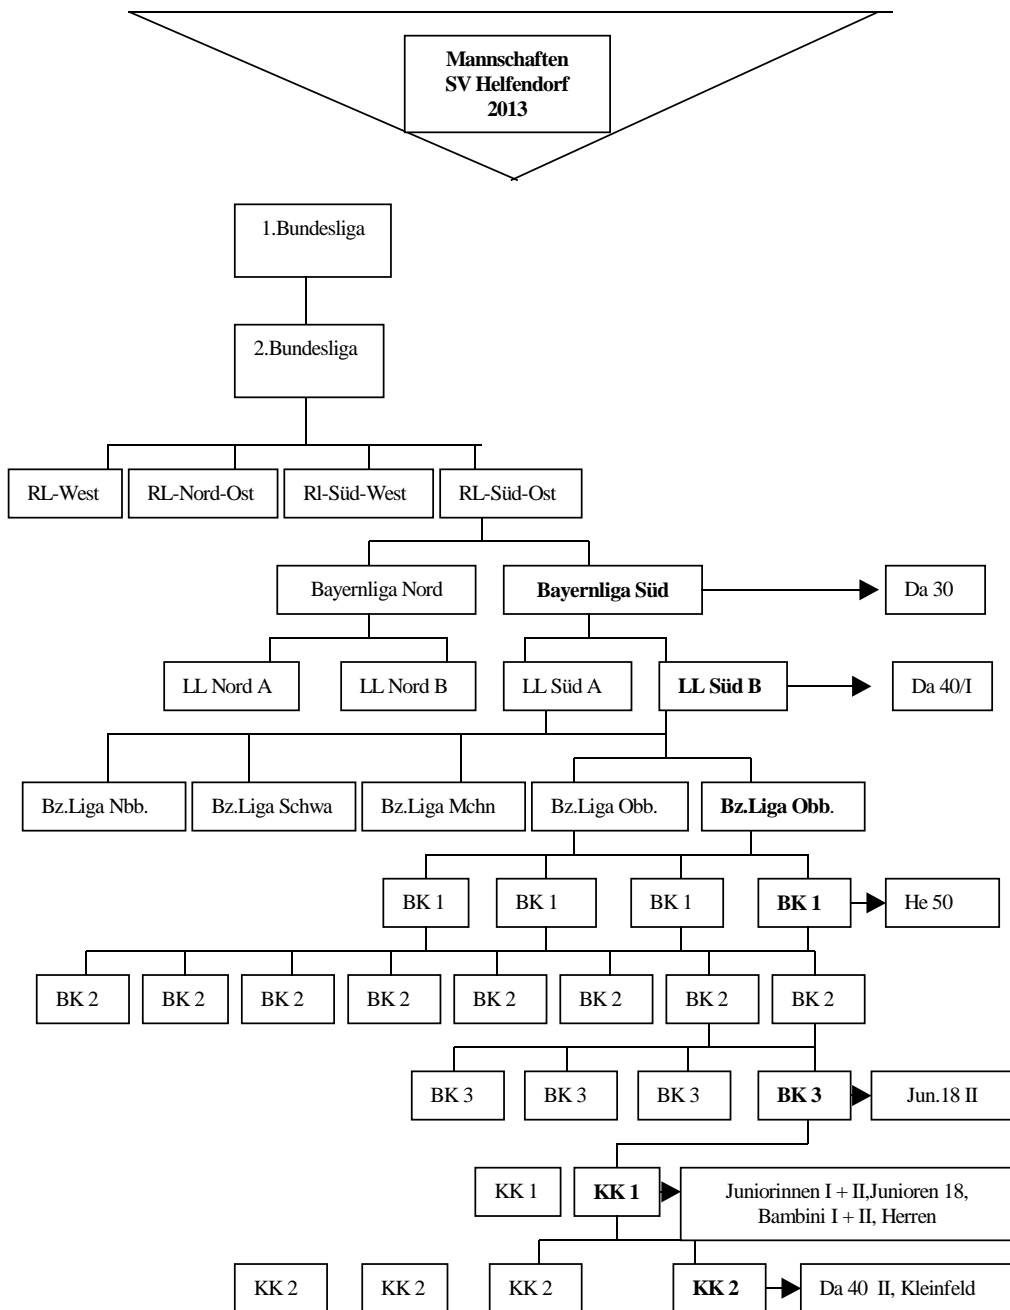 Mannschaften
SV Helfendorf
2013
1.Bundesliga
2.Bundesliga
RL-West
RL-Nord-Ost
Rl-Süd-West
RL-Süd-Ost
Bayernliga Nord
Bayernliga Süd
Da 30
LL Nord A
LL Nord B
LL Süd A
LL Süd B
Da 40/I
Bz.Liga Nbb.
Bz.Liga Schwa
Bz.Liga Mchn
Bz.Liga Obb.
Bz.Liga Obb.
BK 1
BK 1
BK 1
BK 1
He 50
BK 2
BK 2
BK 2
BK 2
BK 2
BK 2
BK 2
BK 2
BK 3
BK 3
BK 3
BK 3
Jun.18 II
KK 1
KK 1
Juniorinnen I + II,Junioren 18,
Bambini I + II, Herren
KK 2
KK 2
KK 2
KK 2
Da 40 II, Kleinfeld